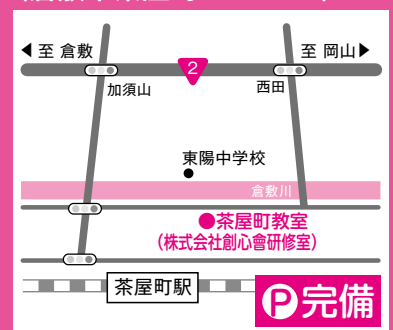 ◀至 倉敷
至 岡山▶
2
加須山
西田
東陽中学校
倉敷川
●茶屋町教室
(株式会社創心會研修室)
茶屋町駅
P完備